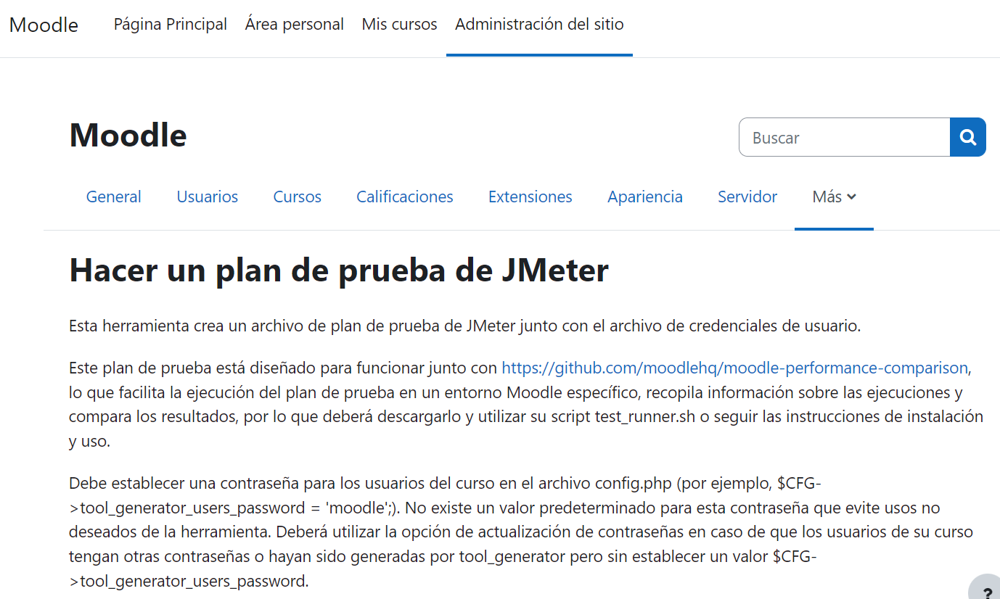 Moodle Página Principal Área personal Mis cursos Administración del sitio
Moodle
Buscar
General Usuarios Cursos Calificaciones Extensiones Apariencia Servidor Más
Hacer un plan de prueba de JMeter
Esta herramienta crea un archivo de plan de prueba de JMeter junto con el archivo de credenciales de usuario.
Este plan de prueba está diseñado para funcionar junto con https://github.com/moodlehq/moodle-performance-comparison,
lo que facilita la ejecución del plan de prueba en un entorno Moodle específico, recopila información sobre las ejecuciones y
compara los resultados, por lo que deberá descargarlo y utilizar su script test_runner.sh o seguir las instrucciones de instalación
y uso.
Debe establecer una contraseña para los usuarios del curso en el archivo config.php (por ejemplo, $CFG-
>tool_generator_users_password = 'moodle';). No existe un valor predeterminado para esta contraseña que evite usos no
deseados de la herramienta. Deberá utilizar la opción de actualización de contraseñas en caso de que los usuarios de su curso
tengan otras contraseñas o hayan sido generadas por tool_generator pero sin establecer un valor $CFG-
>tool_generator_users_password.
?